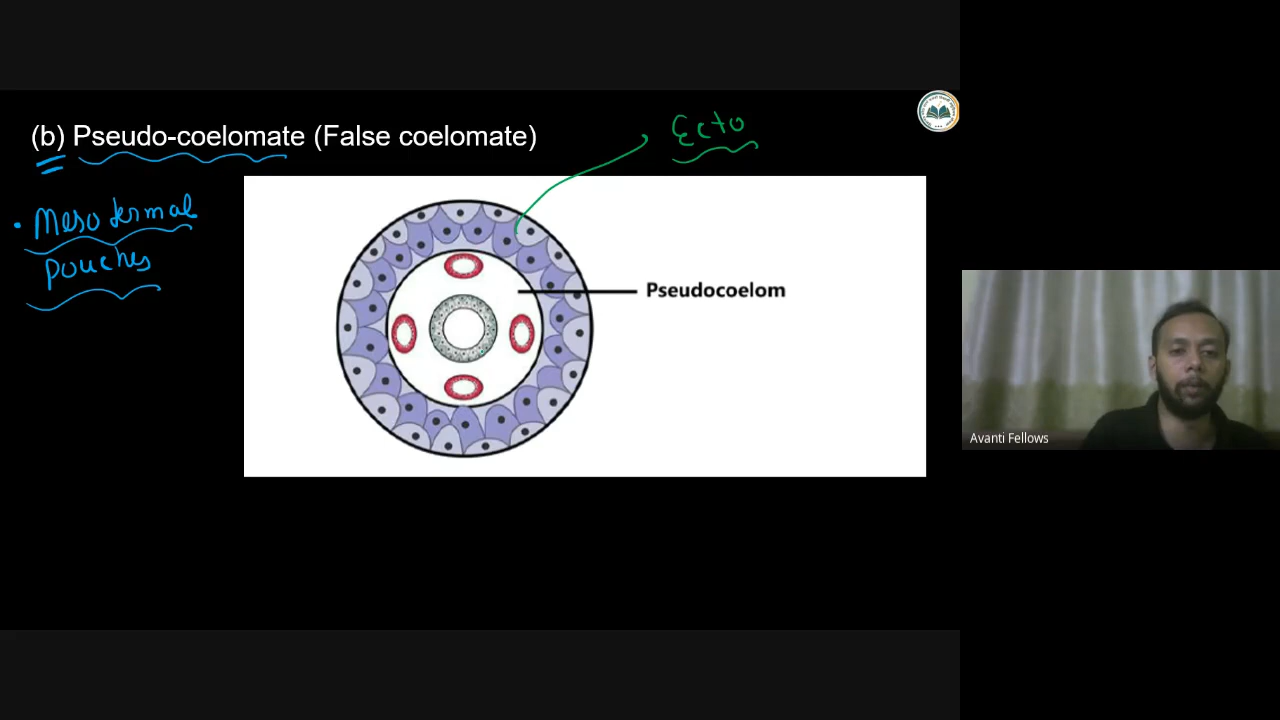 (b) Pseudo-coelomate (False coelomate)
Ecto
• Mesodermal
pouches
Pseudocoelom
Avanti Fellows